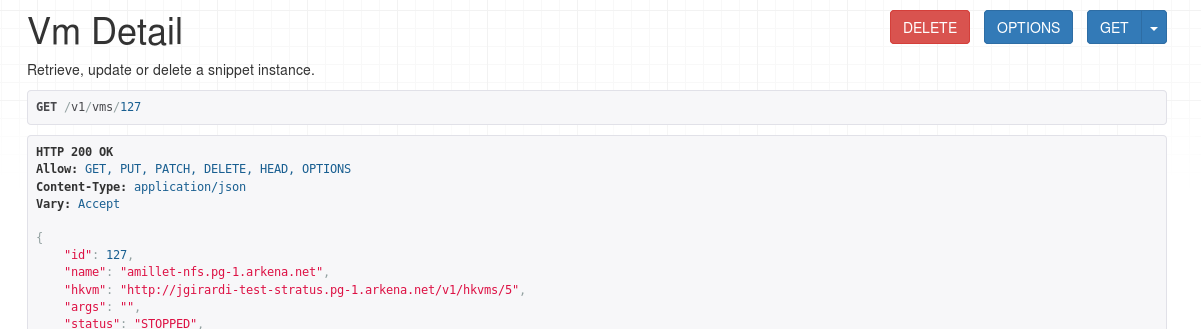 Vm Detail
DELETE
OPTIONS
GET
Retrieve, update or delete a snippet instance.
GET /v1/vms/127
HTTP 200 OK
Allow: GET, PUT, PATCH, DELETE, HEAD, OPTIONS
Content-Type: application/json
Vary: Accept
{
"id": 127,
"name": "amillet-nfs.pg-1.arkena.net",
"hkvm": "http://jgirardi-test-stratus.pg-1.arkena.net/v1/hkvms/5",
"args": "",
"status": "STOPPED",